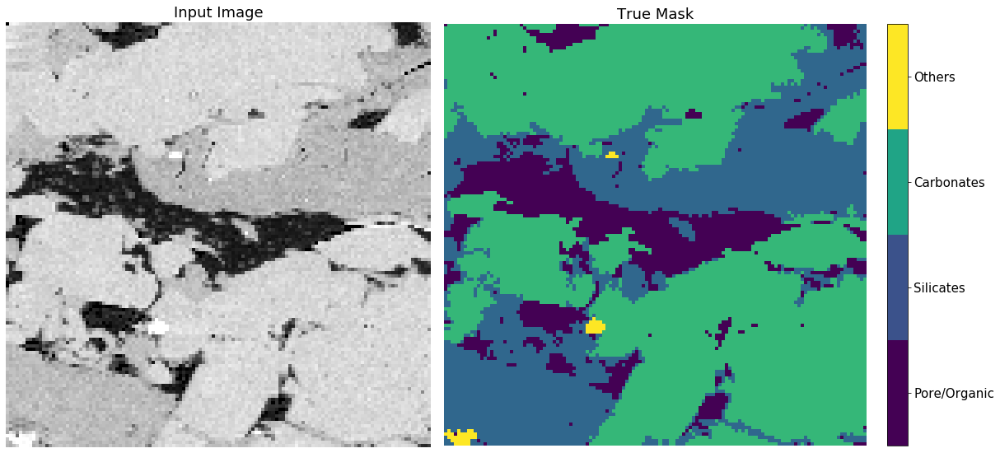 Input Image
True Mask
Others
Carbonates
Silicates
Pore/Organic